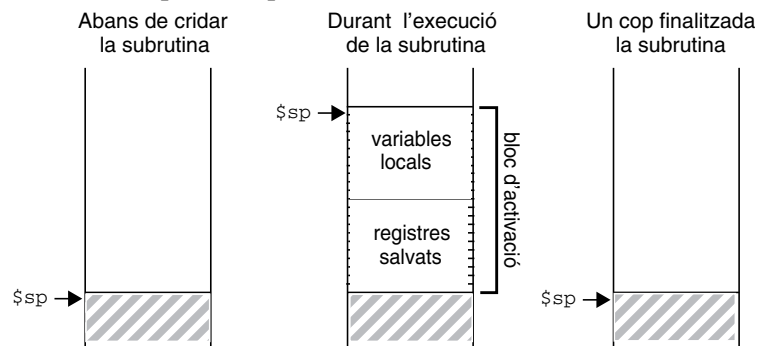 Abans de cridar
la subrutina
Durant l'execució
de la subrutina
Un cop finalitzada
la subrutina
$sp
variables
locals
registres
salvats
bloc d'activació
$sp
$sp